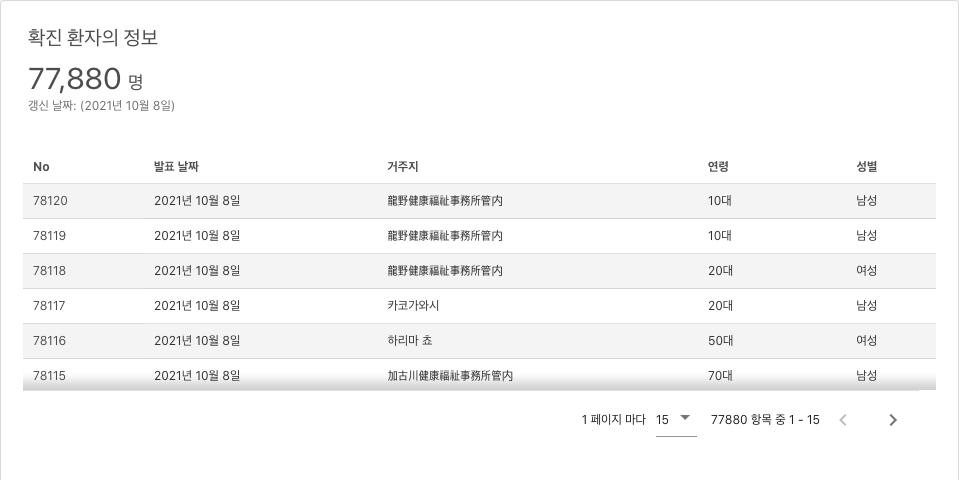 확진 환자의 정보
77,880 명
갱신 날짜: (2021년 10월 8일)
No 발표 날짜 거주지 연령 성별
78120 2021년 10월 8일 龍野健康福祉事務所管内 10대 남성
78119 2021년 10월 8일 龍野健康福祉事務所管内 10대 남성
78118 2021년 10월 8일 龍野健康福祉事務所管内 20대 여성
78117 2021년 10월 8일 카코가와시 20대 남성
78116 2021년 10월 8일 하리마 쵸 50대 여성
78115 2021년 10월 8일 加古川健康福祉事務所管内 70대 남성
1 페이지 마다 15 77880 항목 중 1 - 15